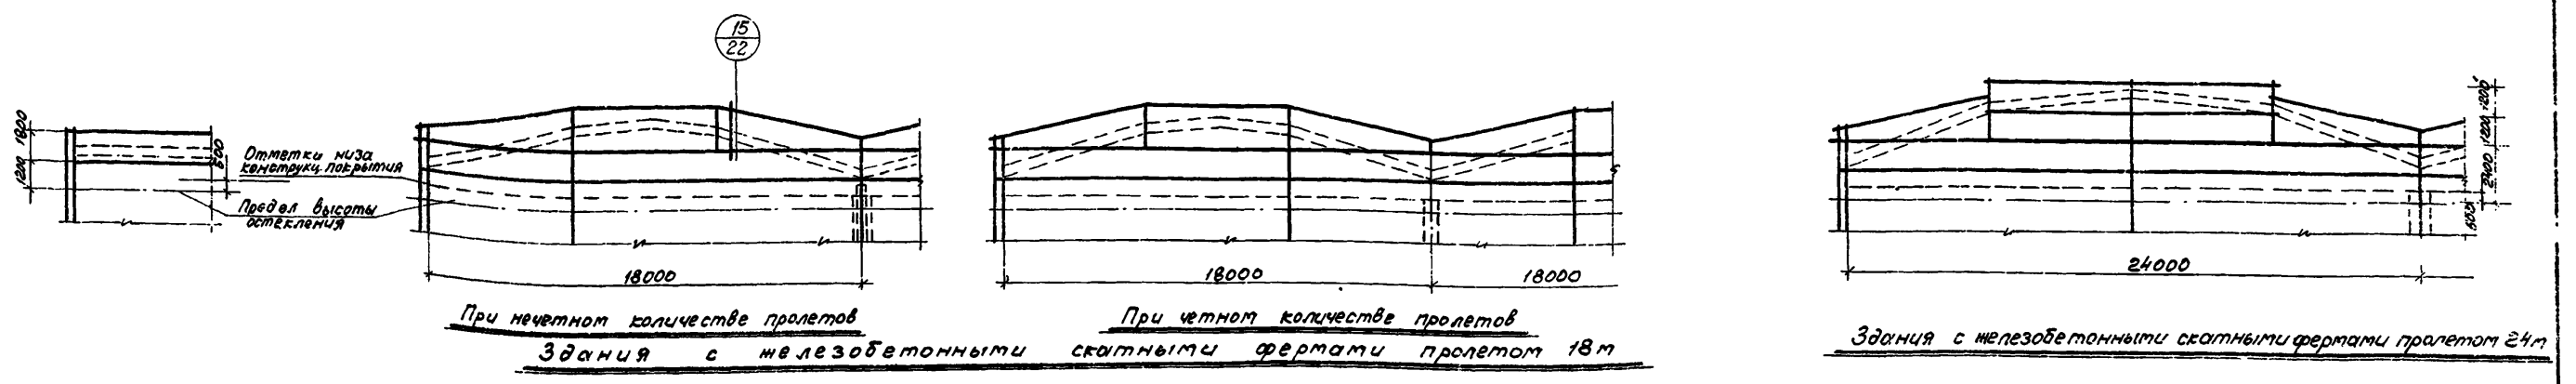 15
22
1800
1200
600
Отметки низа
конструкц. покрытия
Предел высоты
остекления
18000
18000
18000
24000
1200
1200
2400
600
При нечетном количестве пролетов
При четном количестве пролетов
Здания с железобетонными скатными фермами пролетом 18м
Здания с железобетонными скатными фермами пролетом 24м